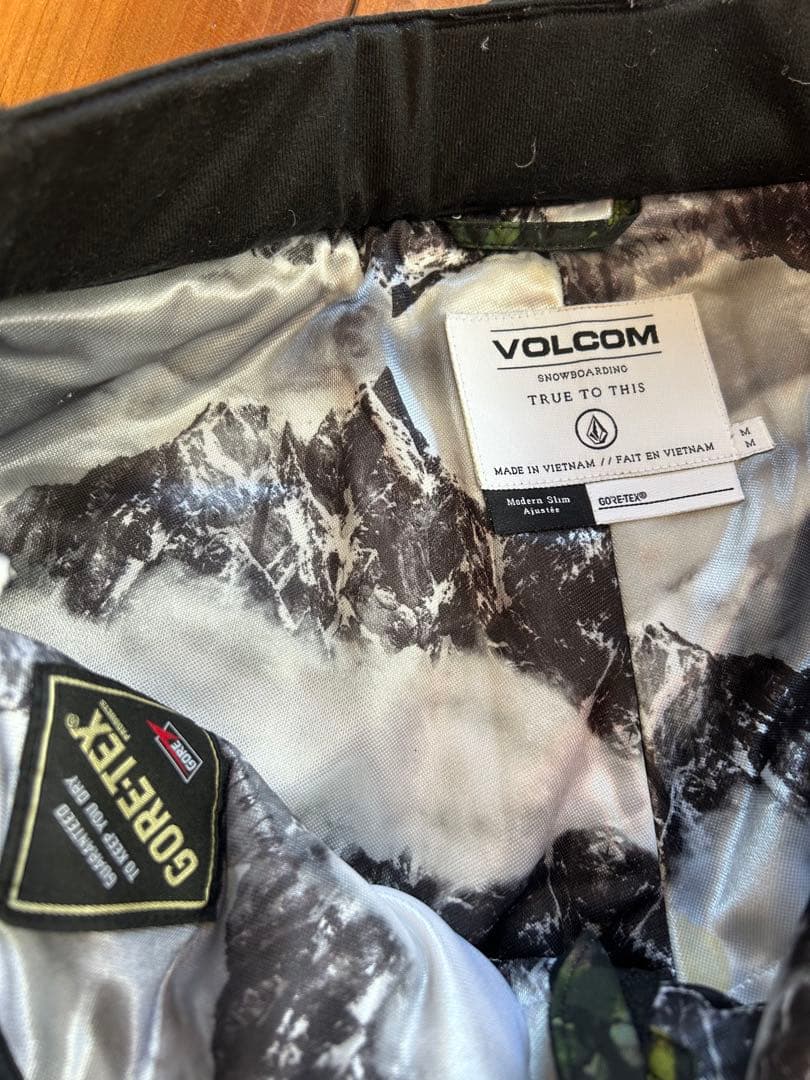 VOLCOM
SNOWBOARDING
TRUE TO THIS
MADE IN VIETNAM // FAIT EN VIETNAM
M
M
Modern Slim
Ajustée
GORE-TEX®
GORE
GORE-TEX®
PRODUCTS
GUARANTEED
TO KEEP YOU DRY